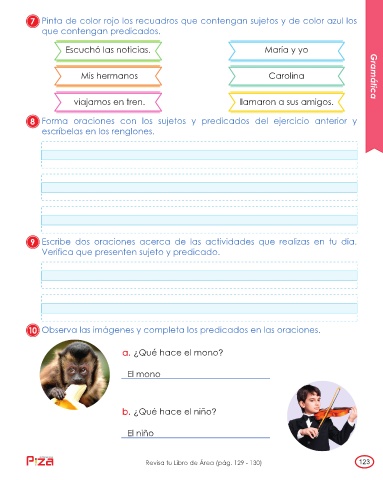 7 Pinta de color rojo los recuadros que contengan sujetos y de color azul los
que contengan predicados.
Escuchó las noticias.
María y yo
Mis hermanos
Carolina
viajamos en tren.
llamaron a sus amigos.
Gramática
8 Forma oraciones con los sujetos y predicados del ejercicio anterior y
escríbelas en los renglones.
9 Escribe dos oraciones acerca de las actividades que realizas en tu día.
Verifica que presenten sujeto y predicado.
10 Observa las imágenes y completa los predicados en las oraciones.
a. ¿Qué hace el mono?
El mono
b. ¿Qué hace el niño?
El niño
Revisa tu Libro de Área (pág. 129 - 130)
123